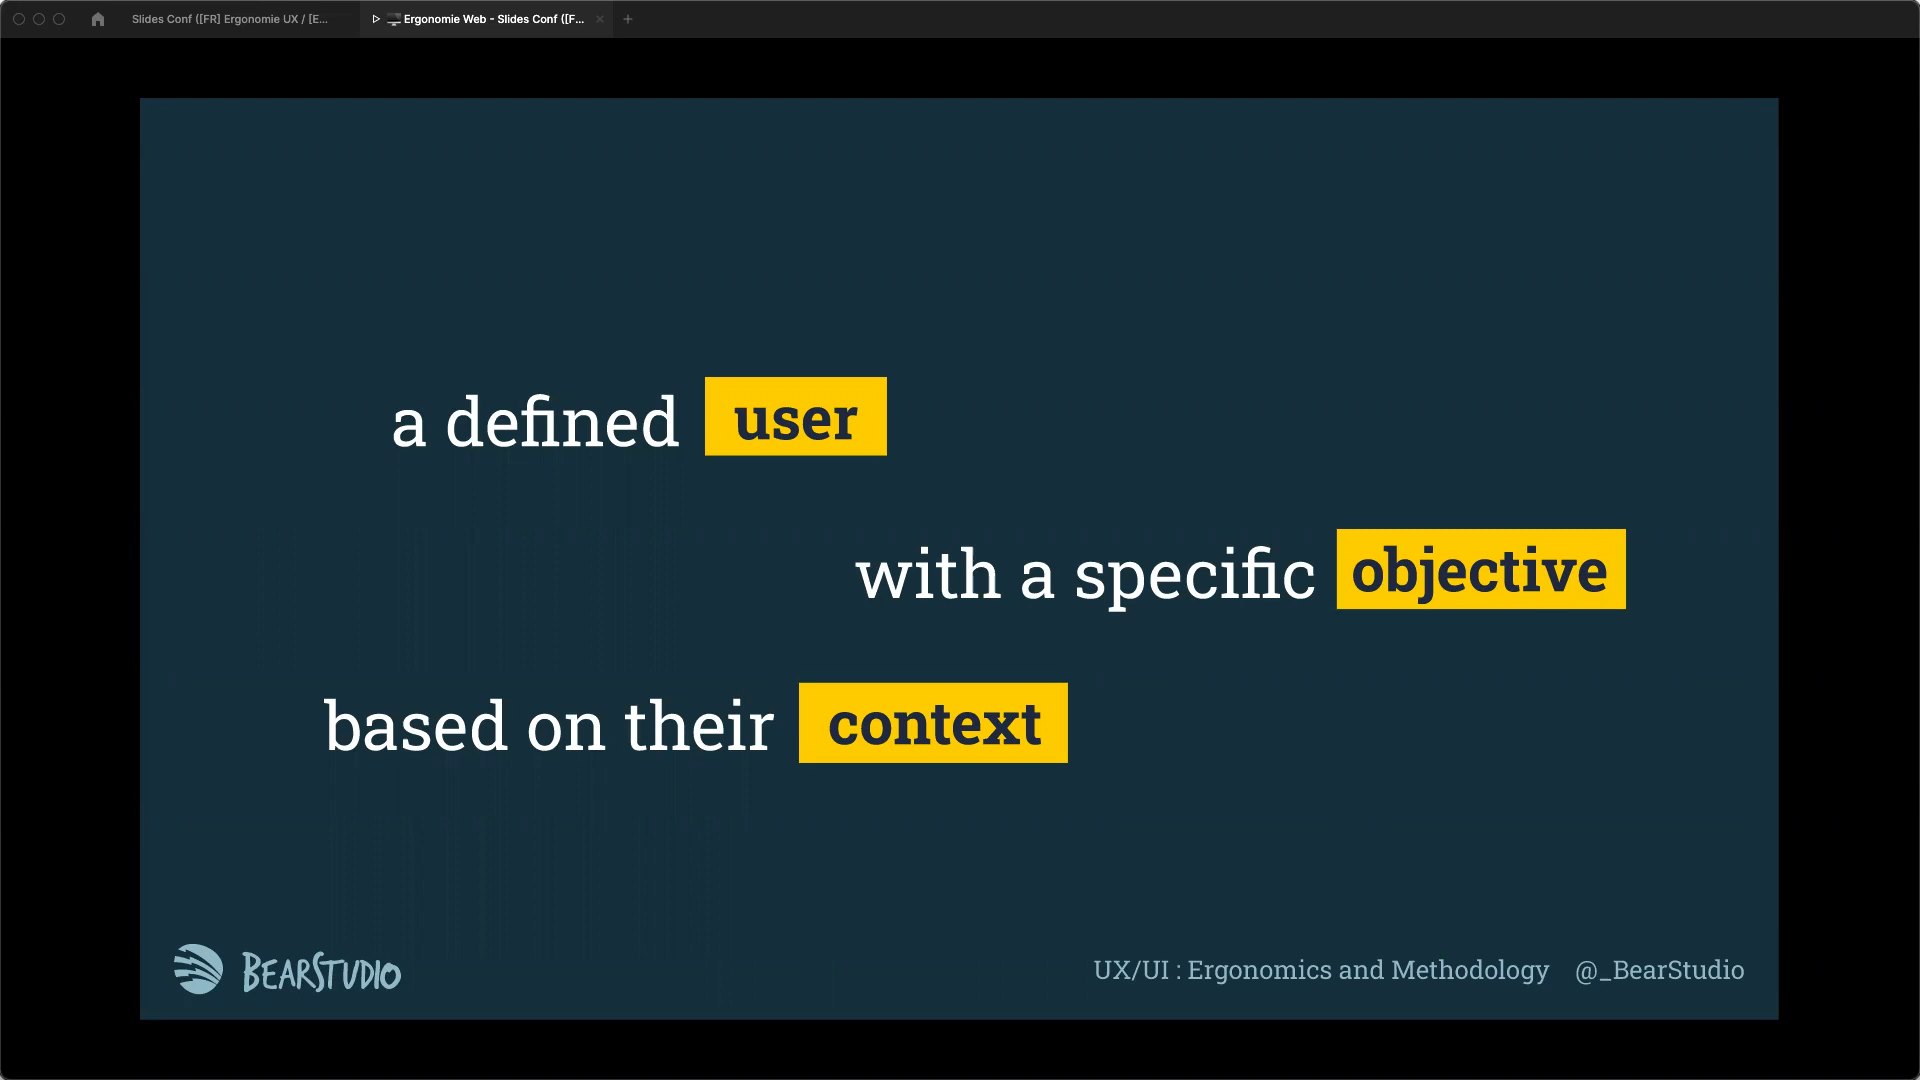 Slides Conf ([FR] Ergonomie UX / [E...
Ergonomie Web - Slides Conf ([F...
a defined user
with a specific objective
based on their context
BEARSTUDIO
UX/UI : Ergonomics and Methodology @_BearStudio